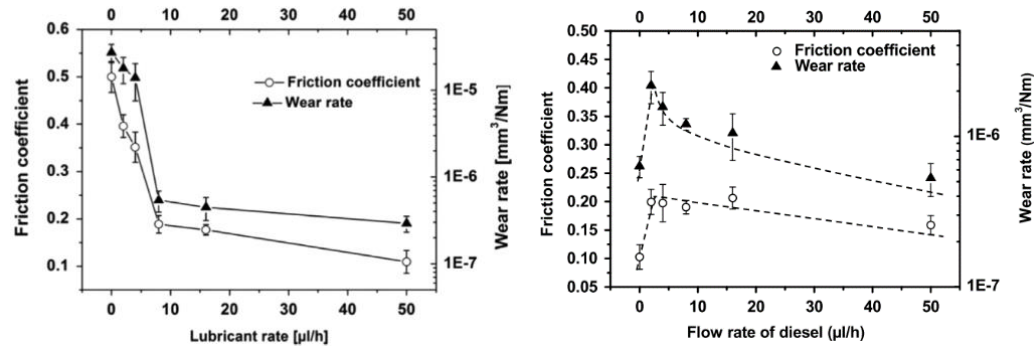 0 10 20 30 40 50
0.6
0.5
0.4
0.3
0.2
0.1
Friction coefficient
Friction coefficient
Wear rate
1E-5
1E-6
1E-7
Wear rate [mm³/Nm]
0 10 20 30 40 50
Lubricant rate [µl/h]
0 10 20 30 40 50
0.50
0.45
0.40
0.35
0.30
0.25
0.20
0.15
0.10
0.05
Friction coefficient
Friction coefficient
Wear rate
1E-6
1E-7
Wear rate (mm³/Nm)
0 10 20 30 40 50
Flow rate of diesel (µl/h)